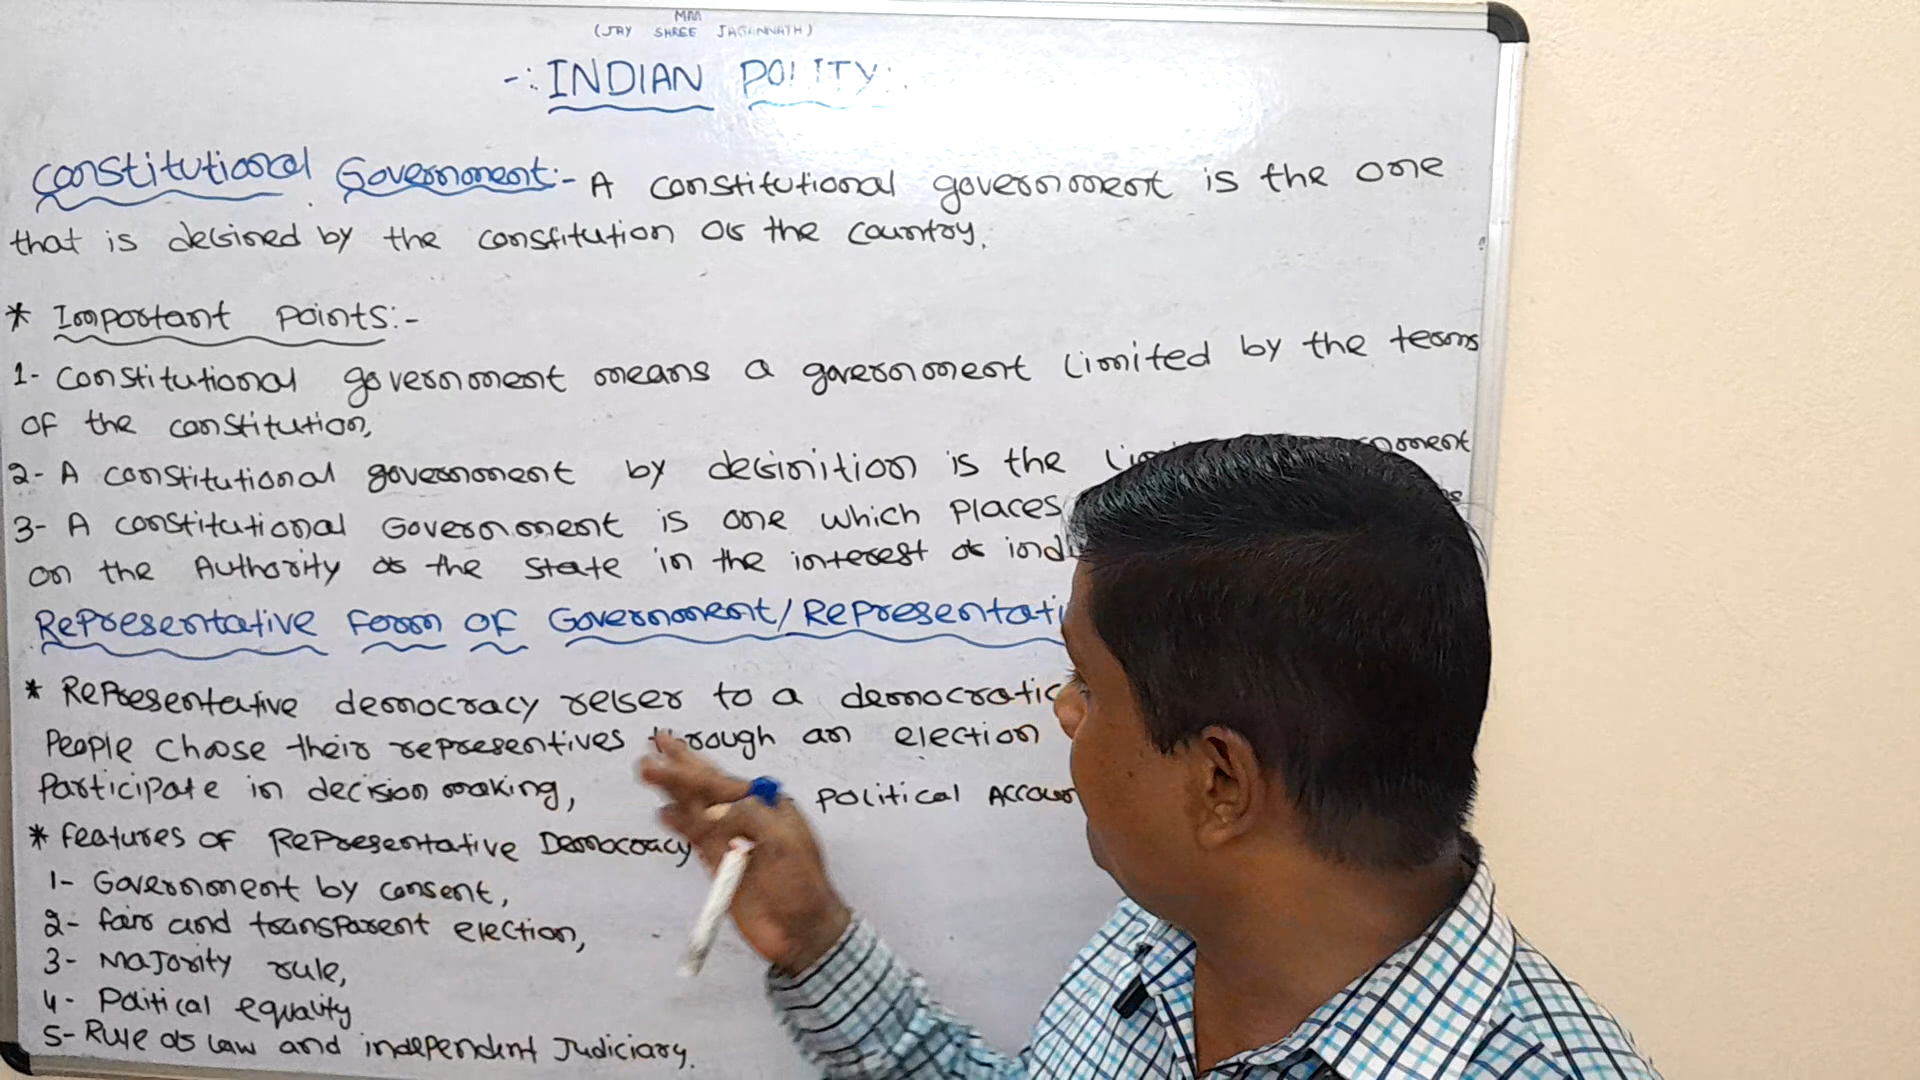 MAA
(JAY SHREE JAGANNATH)
-: INDIAN POLITY :
Constitutional Government:- A constitutional government is the one
that is defined by the constitution of the country.
* Important Points:-
1- Constitutional government means a government limited by the terms
of the constitution,
2- A constitutional government by definition is the
3- A constitutional Government is one which places
on the Authority of the State in the interest of
Representative Form OF Government/
* Representative democracy refer to a democratic
People choose their representives through an election
Participate in decision making, Political
* Features of Representative Democracy
1- Government by consent,
2- fair and transparent election,
3- Majority rule,
4- Political equality
5- Rule of law and independent Judiciary.